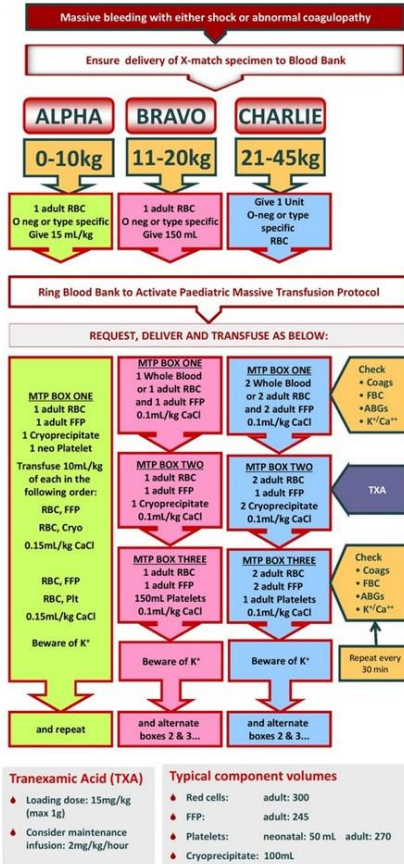 Massive bleeding with either shock or abnormal coagulopathy
Ensure delivery of X-match specimen to Blood Bank
ALPHA
0-10kg
1 adult RBC
O neg or type specific
Give 15 mL/kg
BRAVO
11-20kg
1 adult RBC
O neg or type specific
Give 150 mL
CHARLIE
21-45kg
Give 1 Unit
O-neg or type
specific
RBC
Ring Blood Bank to Activate Paediatric Massive Transfusion Protocol
REQUEST, DELIVER AND TRANSFUSE AS BELOW:
MTP BOX ONE
1 adult RBC
1 adult FFP
1 Cryoprecipitate
1 neo Platelet
Transfuse 10mL/kg
of each in the
following order:
RBC, FFP
RBC, Cryo
0.15mL/kg CaCl
RBC, FFP
RBC, Plt
0.15mL/kg CaCl
Beware of K⁺
and repeat
MTP BOX ONE
1 Whole Blood
or 1 adult RBC
and 1 adult FFP
0.1mL/kg CaCl
MTP BOX TWO
1 adult RBC
1 adult FFP
1 Cryoprecipitate
0.1mL/kg CaCl
MTP BOX THREE
1 adult RBC
1 adult FFP
150mL Platelets
0.1mL/kg CaCl
Beware of K⁺
and alternate
boxes 2 & 3...
MTP BOX ONE
2 Whole Blood
or 2 adult RBC
and 2 adult FFP
0.1mL/kg CaCl
MTP BOX TWO
2 adult RBC
1 adult FFP
2 Cryoprecipitate
0.1mL/kg CaCl
MTP BOX THREE
2 adult RBC
2 adult FFP
1 adult Platelets
0.1mL/kg CaCl
Beware of K⁺
and alternate
boxes 2 & 3...
Check
• Coags
• FBC
• ABGs
• K⁺/Ca⁺⁺
TXA
Check
• Coags
• FBC
• ABGs
• K⁺/Ca⁺⁺
Repeat every
30 min
Tranexamic Acid (TXA)
Loading dose: 15mg/kg
(max 1g)
Consider maintenance
infusion: 2mg/kg/hour
Typical component volumes
Red cells: adult: 300
FFP: adult: 245
Platelets: neonatal: 50 mL adult: 270
Cryoprecipitate: 100mL